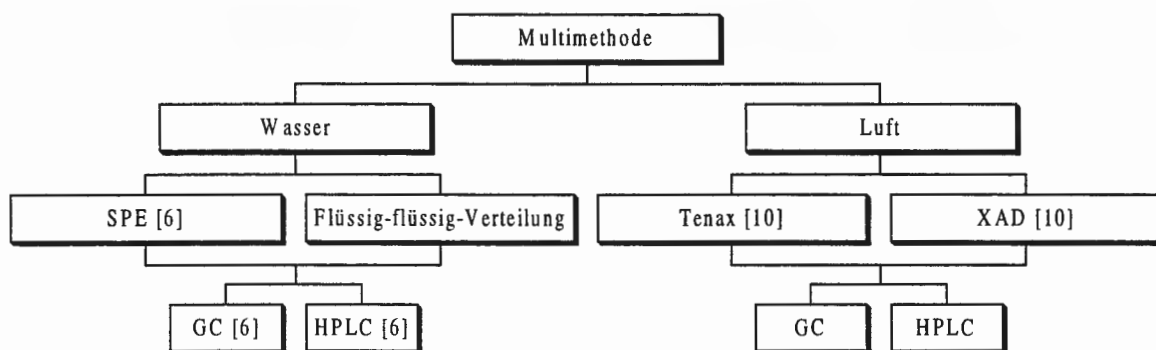 Multimethode
Wasser
Luft
SPE [6]
Flüssig-flüssig-Verteilung
Tenax [10]
XAD [10]
GC [6]
HPLC [6]
GC
HPLC